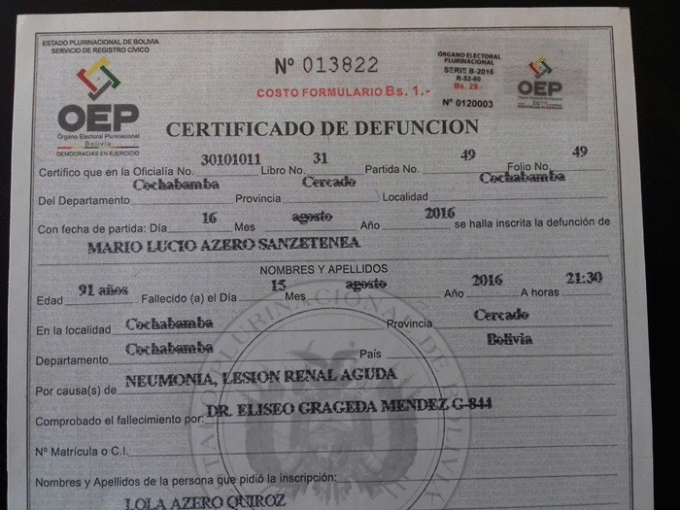 ESTADO PLURINACIONAL DE BOLIVIA
SERVICIO DE REGISTRO CÍVICO
OEP
Órgano Electoral Plurinacional
Bolivia
DEMOCRACIAS EN EJERCICIO
Nº 013822
COSTO FORMULARIO Bs. 1.-
ÓRGANO ELECTORAL
PLURINACIONAL
SERIE B-2016
R-52-60
Bs. 29.-
Nº 0120003
OEP
CERTIFICADO DE DEFUNCION
Certifico que en la Oficialía No. 30101011 Libro No. 31 Partida No. 49 Folio No. 49
Del Departamento Cochabamba Provincia Cercado Localidad Cochabamba
Con fecha de partida: Día 16 Mes agosto Año 2016 se halla inscrita la defunción de
MARIO LUCIO AZERO SANZETENEA
NOMBRES Y APELLIDOS
Edad 91 años Fallecido (a) el Día 15 Mes agosto Año 2016 A horas 21:30
En la localidad Cochabamba Provincia Cercado
Departamento Cochabamba País Bolivia
Por causa(s) de NEUMONIA, LESION RENAL AGUDA
Comprobado el fallecimiento por: DR. ELISEO GRAGEDA MENDEZ G-844
Nº Matrícula o C.I.
Nombres y Apellidos de la persona que pidió la inscripción:
LOLA AZERO QUIROZ